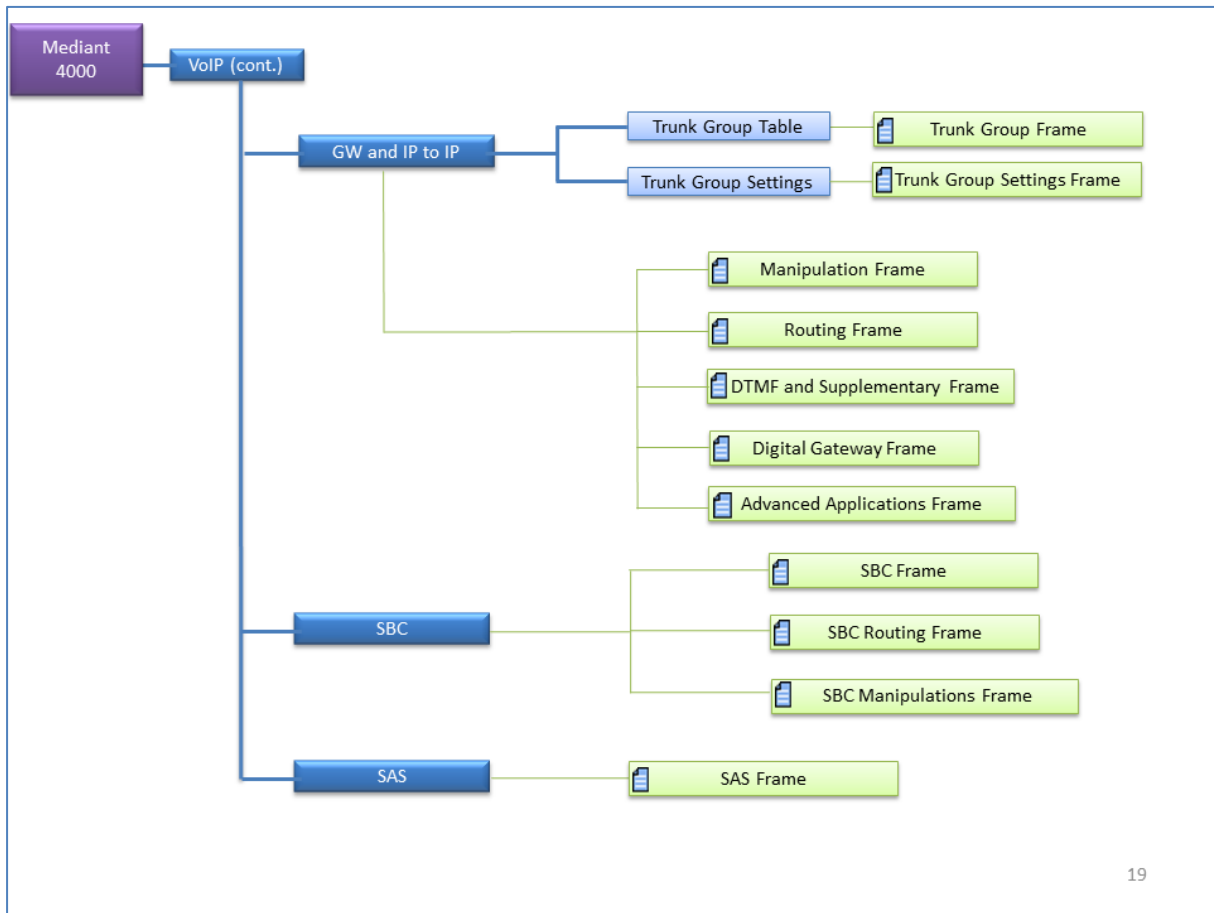 Mediant
4000
VoIP (cont.)
GW and IP to IP
Trunk Group Table
Trunk Group Frame
Trunk Group Settings
Trunk Group Settings Frame
Manipulation Frame
Routing Frame
DTMF and Supplementary Frame
Digital Gateway Frame
Advanced Applications Frame
SBC
SBC Frame
SBC Routing Frame
SBC Manipulations Frame
SAS
SAS Frame
19